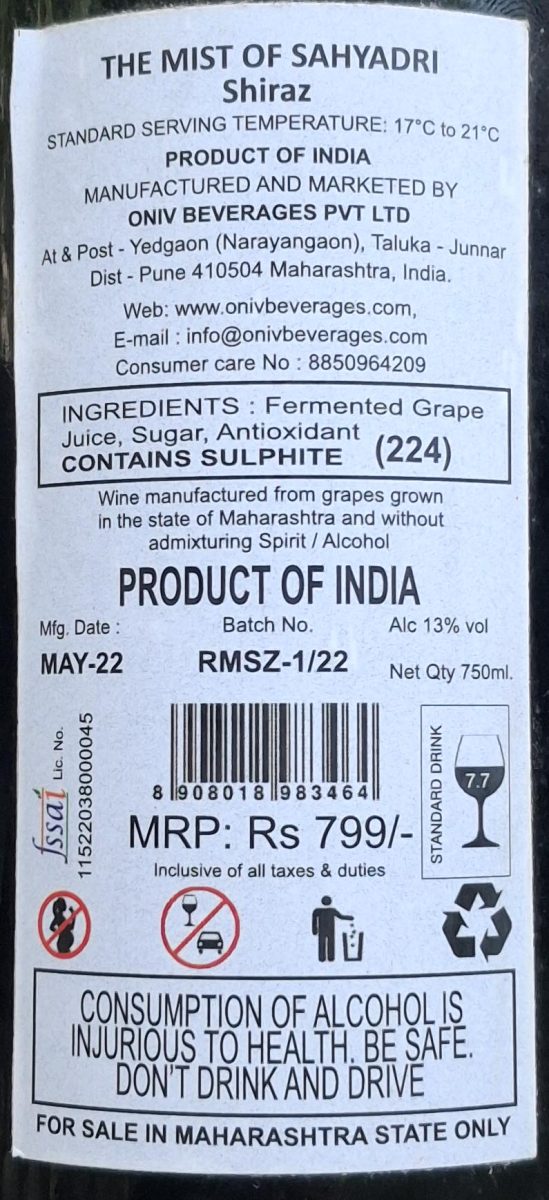 THE MIST OF SAHYADRI
Shiraz
STANDARD SERVING TEMPERATURE: 17°C to 21°C
PRODUCT OF INDIA
MANUFACTURED AND MARKETED BY
ONIV BEVERAGES PVT LTD
At & Post - Yedgaon (Narayangaon), Taluka - Junnar
Dist - Pune 410504 Maharashtra, India.
Web: www.onivbeverages.com,
E-mail : info@onivbeverages.com
Consumer care No : 8850964209
INGREDIENTS : Fermented Grape
Juice, Sugar, Antioxidant
CONTAINS SULPHITE (224)
Wine manufactured from grapes grown
in the state of Maharashtra and without
admixturing Spirit / Alcohol
PRODUCT OF INDIA
Mfg. Date : Batch No. Alc 13% vol
MAY-22 RMSZ-1/22 Net Qty 750ml.
fssai Lic. No.
11522038000045
8 908018 983464
STANDARD DRINK
7.7
MRP: Rs 799/-
Inclusive of all taxes & duties
CONSUMPTION OF ALCOHOL IS
INJURIOUS TO HEALTH. BE SAFE.
DON'T DRINK AND DRIVE
FOR SALE IN MAHARASHTRA STATE ONLY